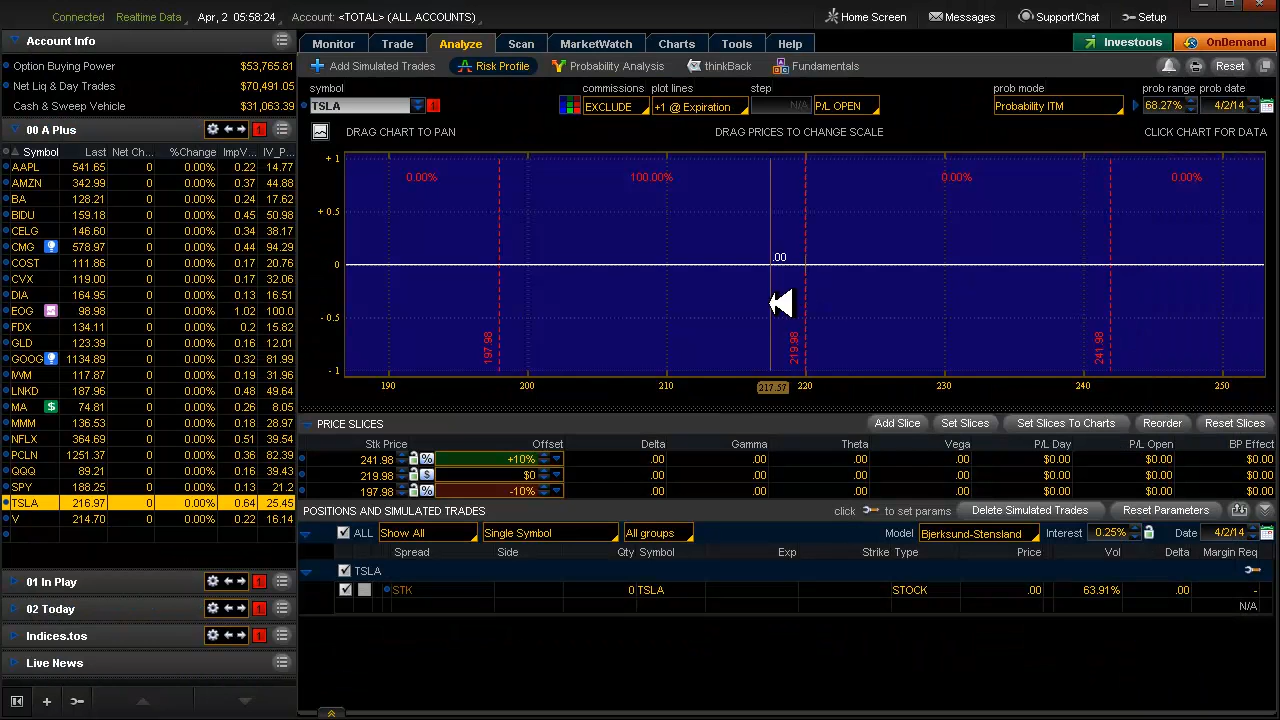 Connected Realtime Data Apr, 2 05:58:24 Account: <TOTAL> (ALL ACCOUNTS) Home Screen Messages Support/Chat Setup
Account Info
Option Buying Power $53,765.81
Net Liq & Day Trades $70,491.05
Cash & Sweep Vehicle $31,063.39
00 A Plus 1
Symbol Last Net Ch... %Change ImpV... IV_P...
AAPL 541.65 0 0.00% 0.22 14.77
AMZN 342.99 0 0.00% 0.37 44.88
BA 128.21 0 0.00% 0.24 17.62
BIDU 159.18 0 0.00% 0.45 50.98
CELG 146.60 0 0.00% 0.34 38.17
CMG 578.97 0 0.00% 0.44 94.29
COST 111.86 0 0.00% 0.17 20.76
CVX 119.00 0 0.00% 0.17 32.06
DIA 164.95 0 0.00% 0.13 16.51
EOG 98.98 0 0.00% 1.02 100.0
FDX 134.11 0 0.00% 0.2 15.82
GLD 123.39 0 0.00% 0.16 12.01
GOOG 1134.89 0 0.00% 0.32 81.99
IWM 117.87 0 0.00% 0.19 31.96
LNKD 187.96 0 0.00% 0.48 49.64
MA $ 74.81 0 0.00% 0.26 8.05
MMM 136.53 0 0.00% 0.18 28.97
NFLX 364.69 0 0.00% 0.51 39.54
PCLN 1251.37 0 0.00% 0.36 82.39
QQQ 89.21 0 0.00% 0.16 39.43
SPY 188.25 0 0.00% 0.13 21.2
TSLA 216.97 0 0.00% 0.64 25.45
V 214.70 0 0.00% 0.22 16.14
01 In Play 1
02 Today 1
Indices.tos 1
Live News
Monitor Trade Analyze Scan MarketWatch Charts Tools Help Investools OnDemand
Add Simulated Trades Risk Profile Probability Analysis thinkBack Fundamentals Reset
symbol commissions plot lines step prob mode prob range prob date
TSLA 1 EXCLUDE +1 @ Expiration N/A P/L OPEN Probability ITM 68.27% 4/2/14
DRAG CHART TO PAN DRAG PRICES TO CHANGE SCALE CLICK CHART FOR DATA
+ 1
0.00% 100.00% 0.00% 0.00%
+ 0.5
.00
0
- 0.5
197.98 219.98 241.98
- 1
190 200 210 217.57 220 230 240 250
PRICE SLICES Add Slice Set Slices Set Slices To Charts Reorder Reset Slices
Stk Price Offset Delta Gamma Theta Vega P/L Day P/L Open BP Effect
241.98 % +10% .00 .00 .00 .00 $0.00 $0.00 $0.00
219.98 $ $0 .00 .00 .00 .00 $0.00 $0.00 $0.00
197.98 % -10% .00 .00 .00 .00 $0.00 $0.00 $0.00
POSITIONS AND SIMULATED TRADES click to set params Delete Simulated Trades Reset Parameters
ALL Show All Single Symbol All groups Model Bjerksund-Stensland Interest 0.25% Date 4/2/14
Spread Side Qty Symbol Exp Strike Type Price Vol Delta Margin Req
TSLA
STK 0 TSLA STOCK .00 63.91% .00 -
N/A